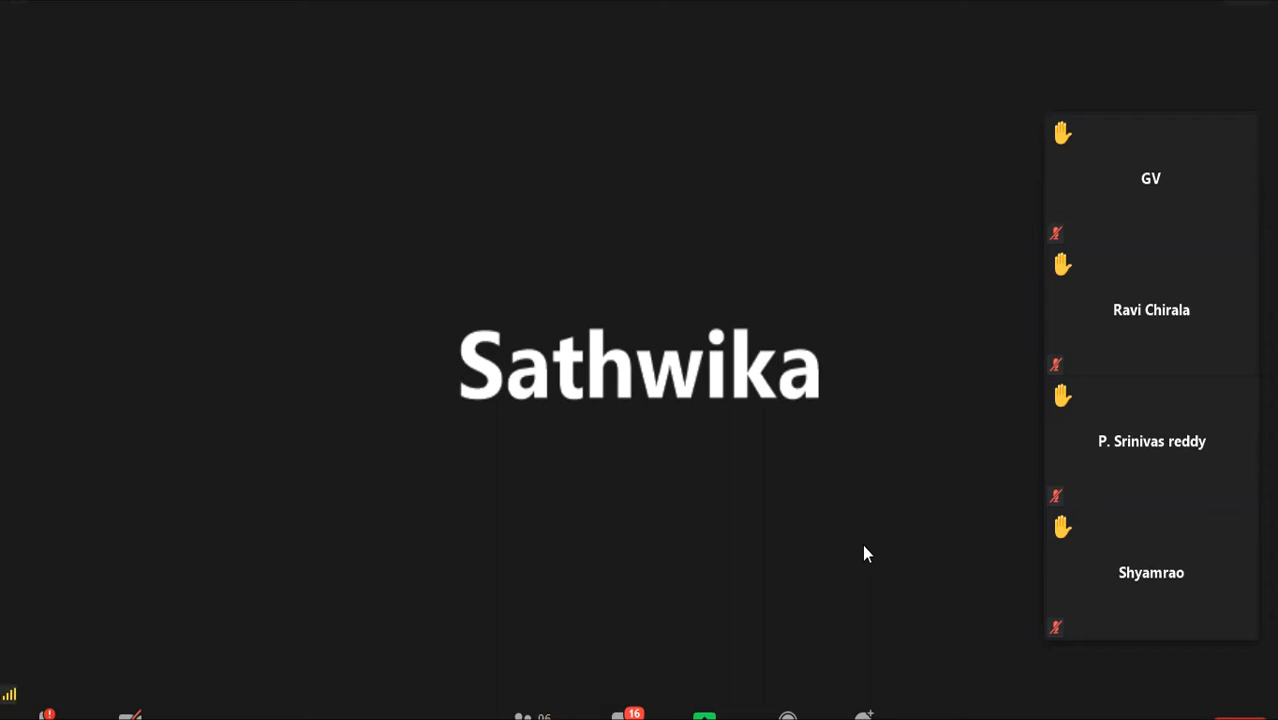 Sathwika
GV
Ravi Chirala
P. Srinivas reddy
Shyamrao
16